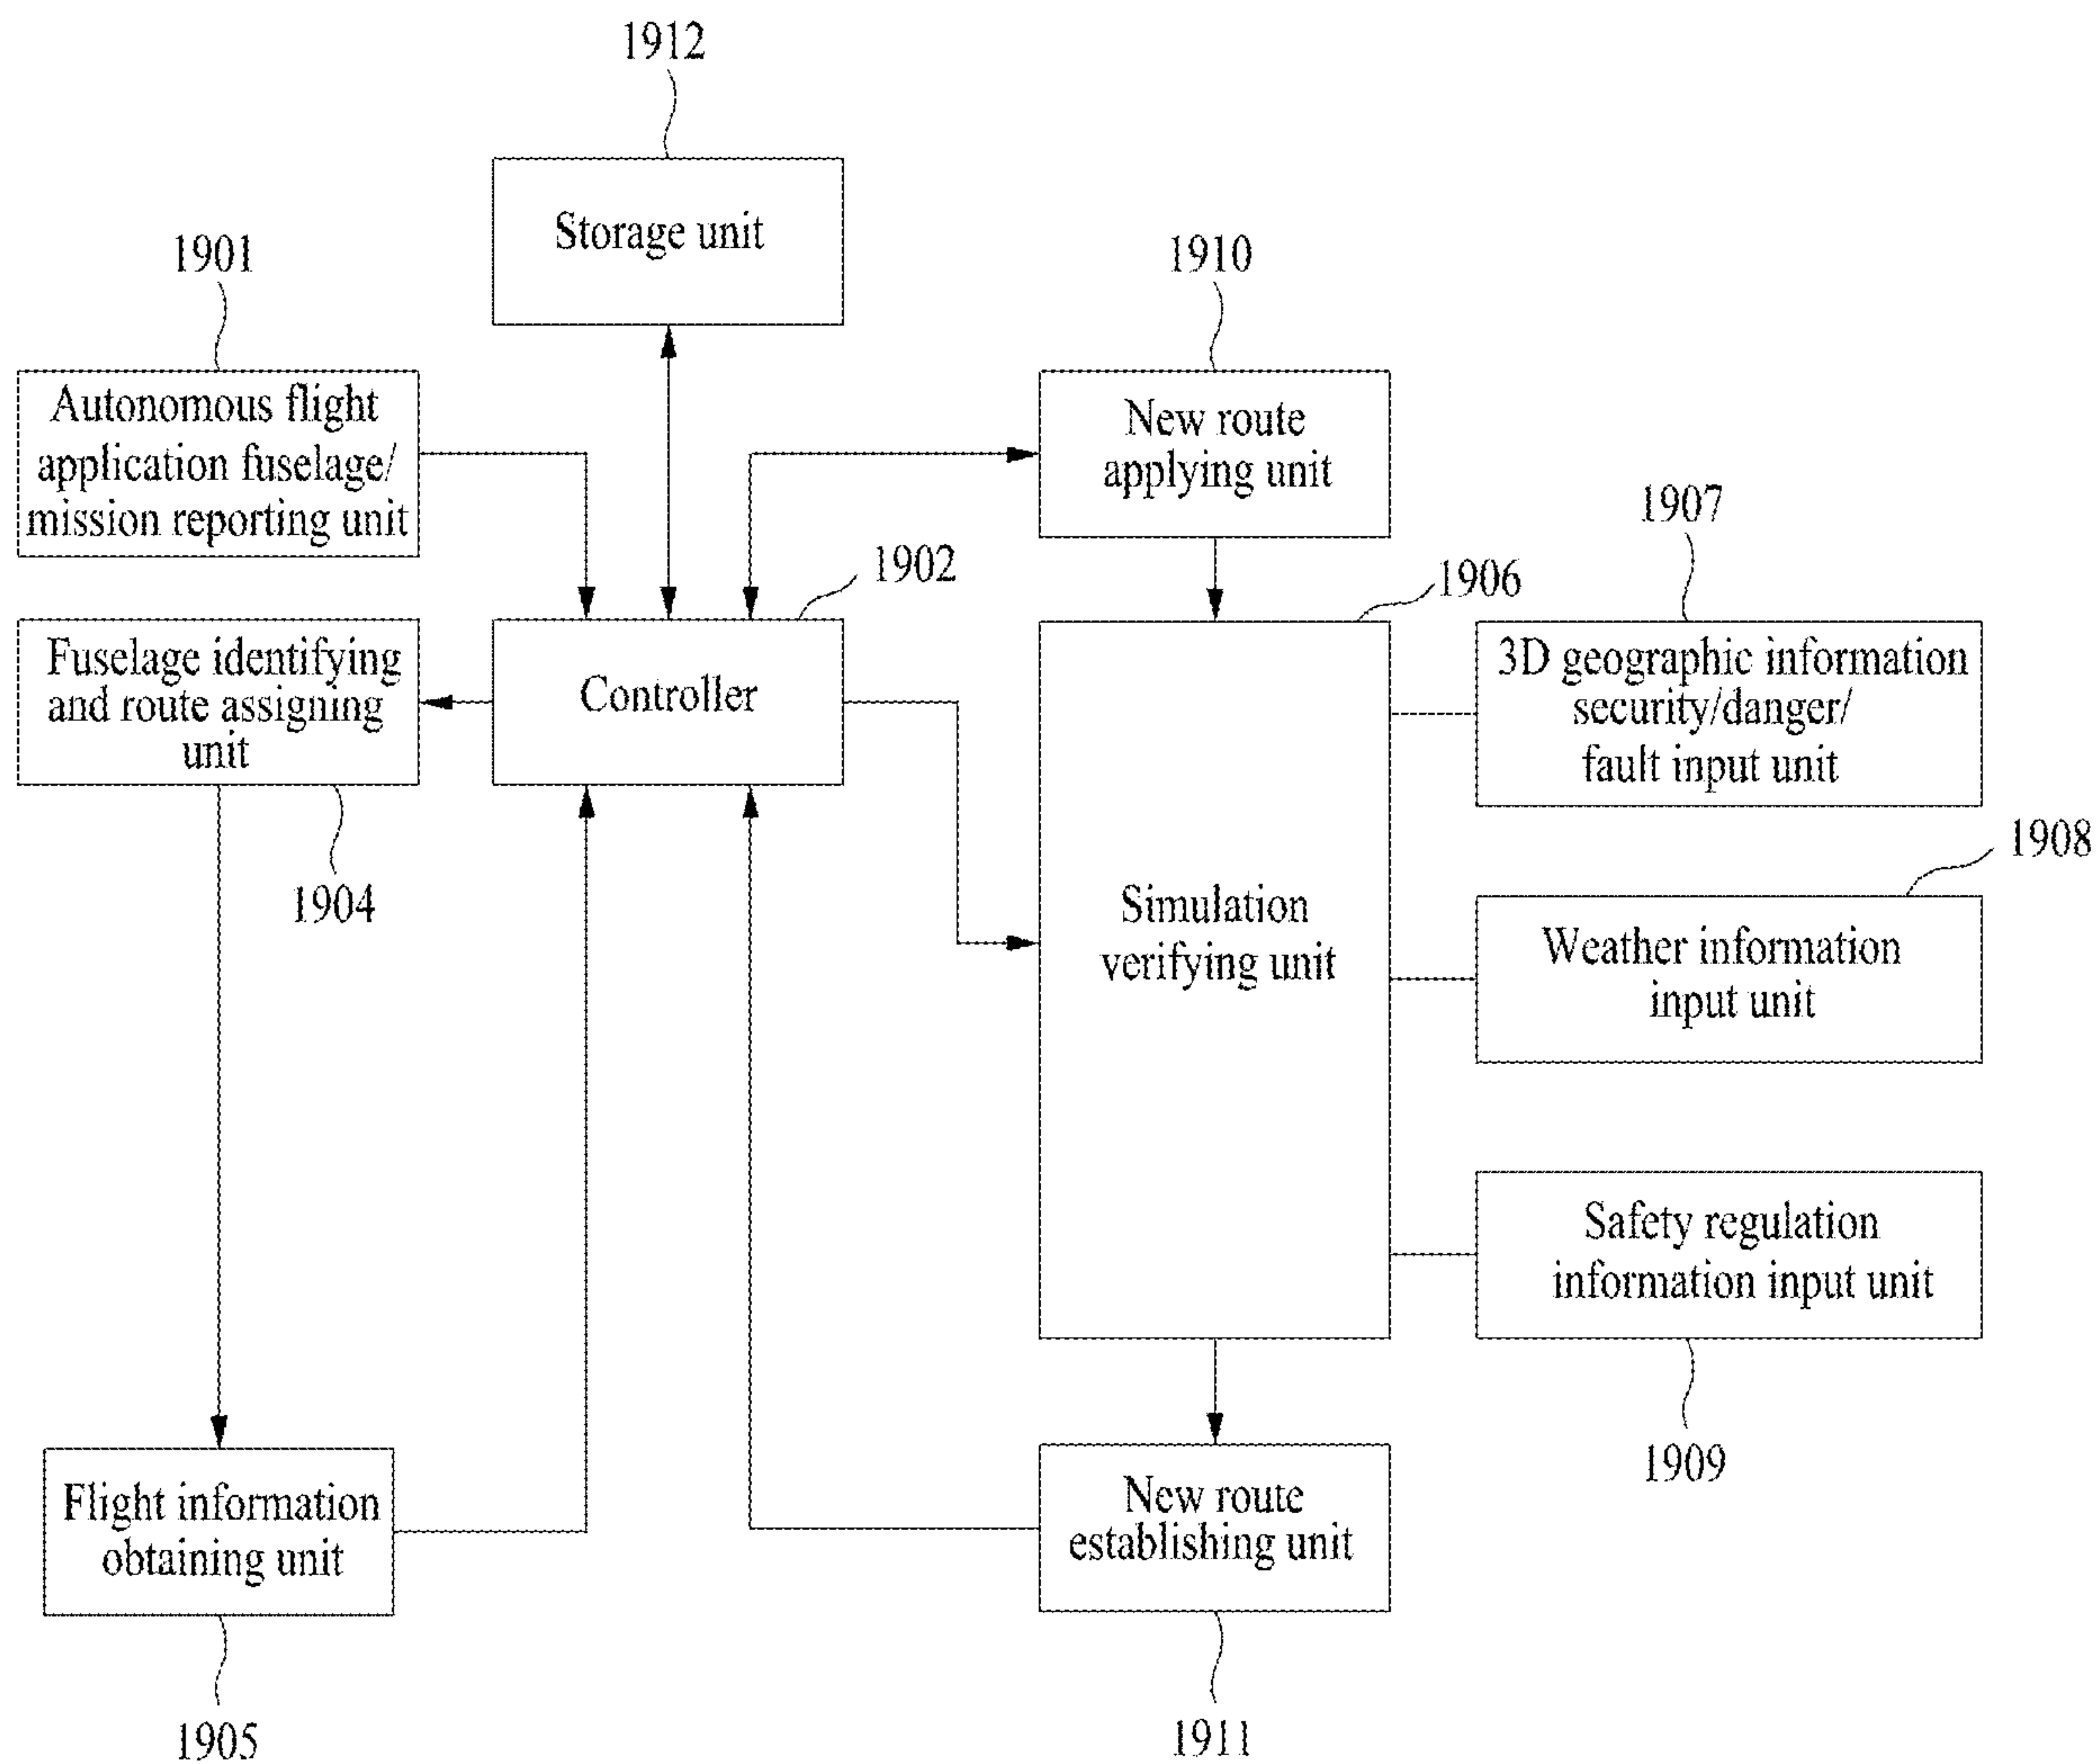 1912
Storage unit
1901
Autonomous flight
application fuselage/
mission reporting unit
1910
New route
applying unit
1902
Controller
Fuselage identifying
and route assigning
unit
1904
1906
Simulation
verifying unit
1907
3D geographic information
security/danger/
fault input unit
1908
Weather information
input unit
Safety regulation
information input unit
1909
Flight information
obtaining unit
1905
New route
establishing unit
1911